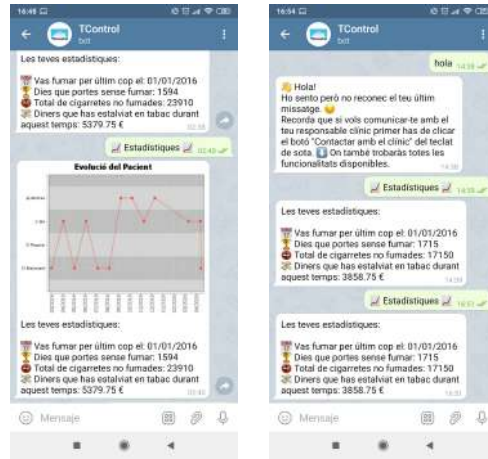 16:48
TControl
bot
Les teves estadístiques:
Vas fumar per últim cop el: 01/01/2016
Dies que portes sense fumar: 1594
Total de cigarretes no fumades: 23910
Diners que has estalviat en tabac durant
aquest temps: 5379.75 €
Estadístiques
Evolució del Pacient
Les teves estadístiques:
Vas fumar per últim cop el: 01/01/2016
Dies que portes sense fumar: 1594
Total de cigarretes no fumades: 23910
Diners que has estalviat en tabac durant
aquest temps: 5379.75 €
Mensaje
16:54
TControl
bot
hola
Hola!
Ho sento però no reconec el teu últim
missatge.
Recorda que si vols comunicar-te amb el
teu responsable clínic primer has de clicar
el botó "Contactar amb el clínic" del teclat
de sota. On també trobaràs totes les
funcionalitats disponibles.
Estadístiques
Les teves estadístiques:
Vas fumar per últim cop el: 01/01/2016
Dies que portes sense fumar: 1715
Total de cigarretes no fumades: 17150
Diners que has estalviat en tabac durant
aquest temps: 3858.75 €
Estadístiques
Les teves estadístiques:
Vas fumar per últim cop el: 01/01/2016
Dies que portes sense fumar: 1715
Total de cigarretes no fumades: 17150
Diners que has estalviat en tabac durant
aquest temps: 3858.75 €
Mensaje